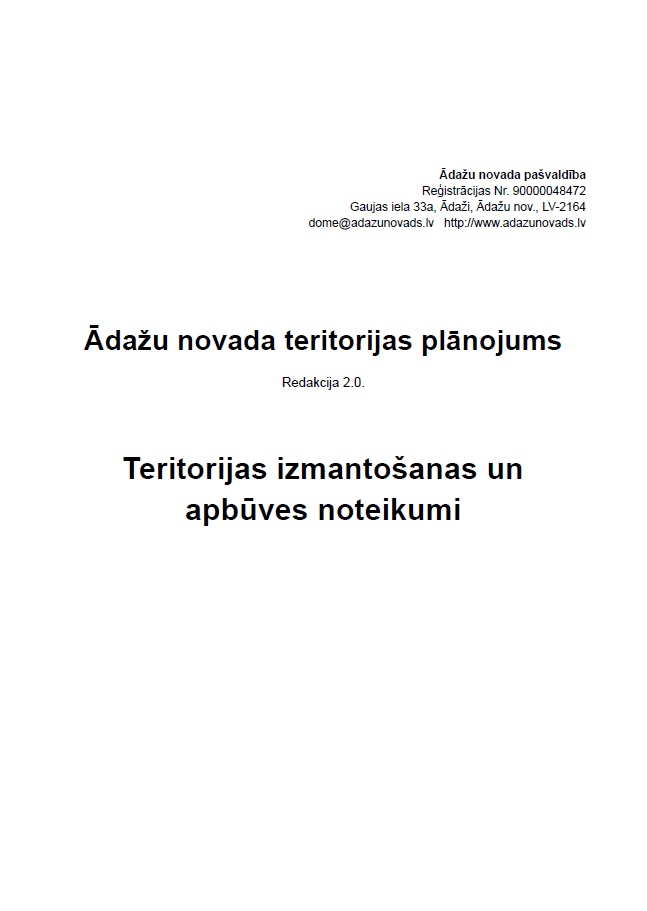 Ādažu novada pašvaldība
Reģistrācijas Nr. 90000048472
Gaujas iela 33a, Ādaži, Ādažu nov., LV-2164
dome@adazunovads.lv http://www.adazunovads.lv
Ādažu novada teritorijas plānojums
Redakcija 2.0.
Teritorijas izmantošanas un
apbūves noteikumi